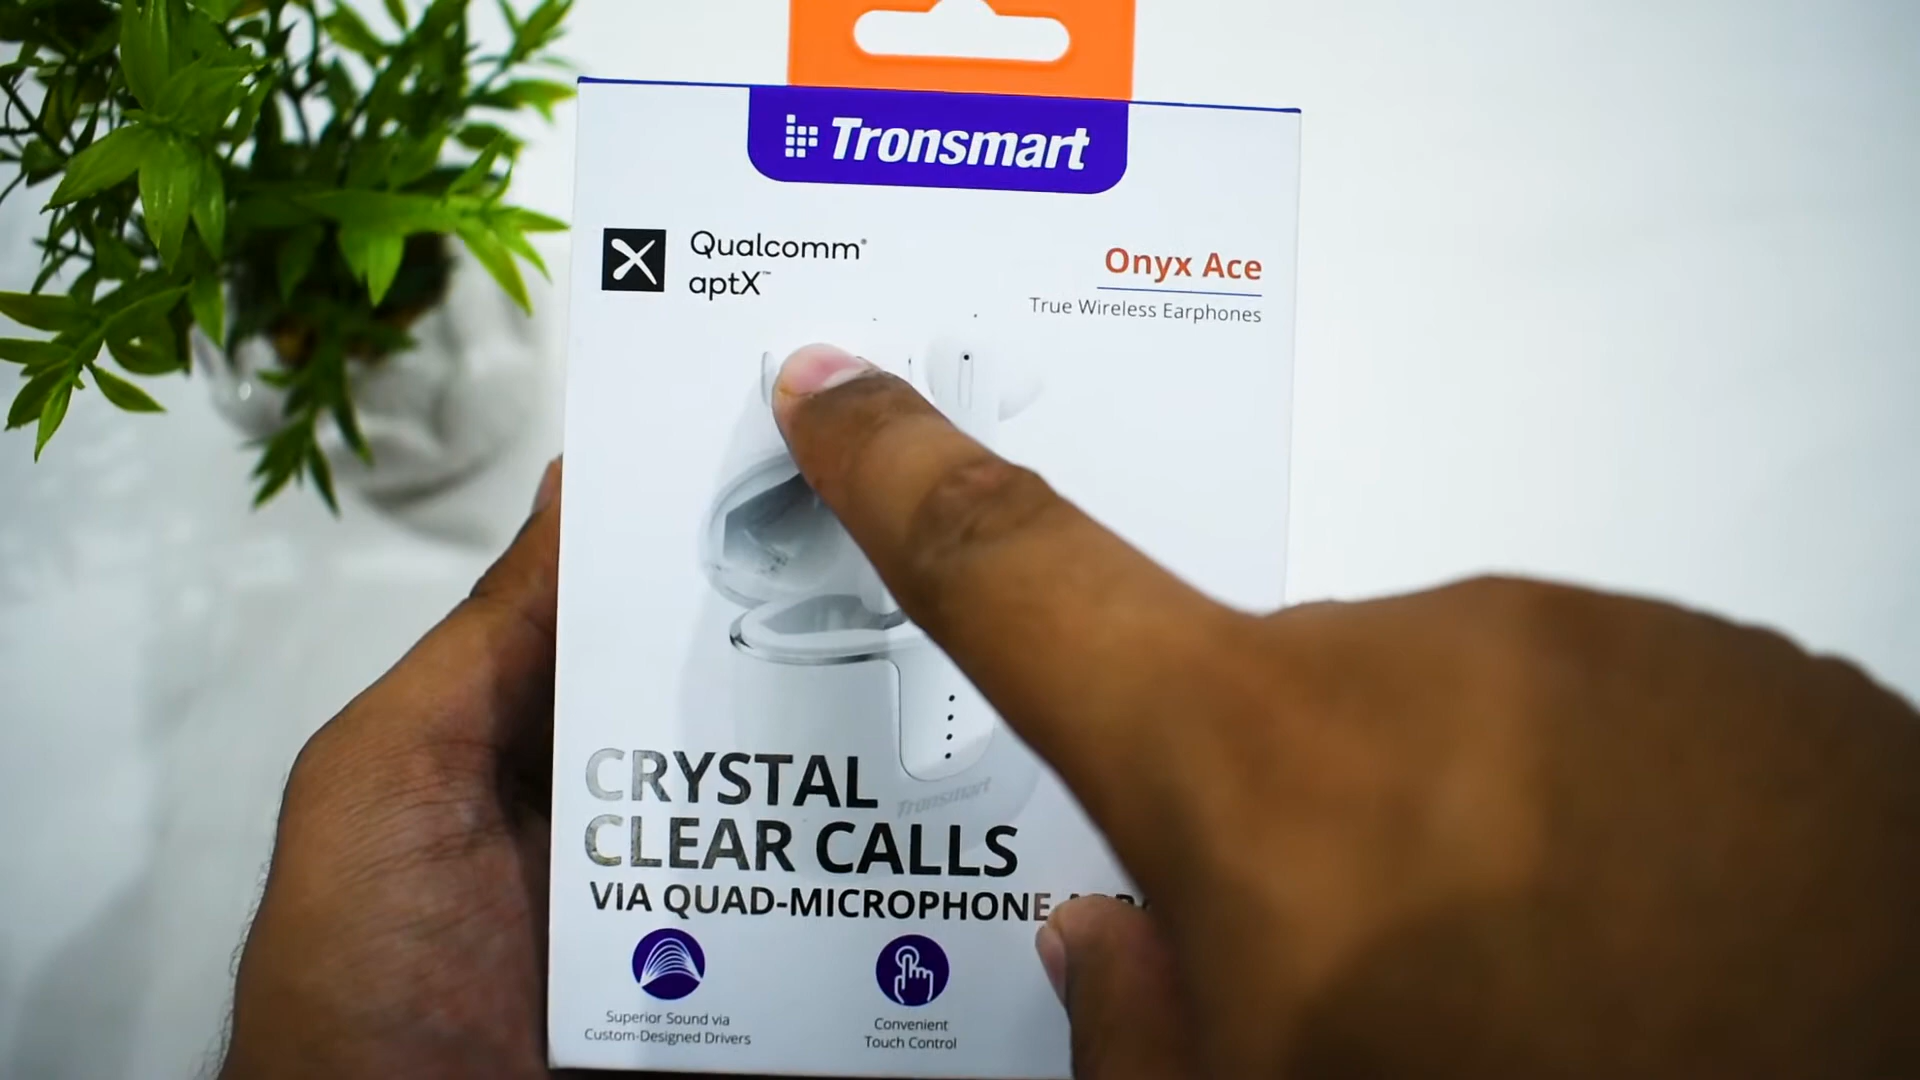 Tronsmart
Qualcomm®
aptX™
Onyx Ace
True Wireless Earphones
Tronsmart
CRYSTAL
CLEAR CALLS
VIA QUAD-MICROPHONE
Superior Sound via
Custom-Designed Drivers
Convenient
Touch Control